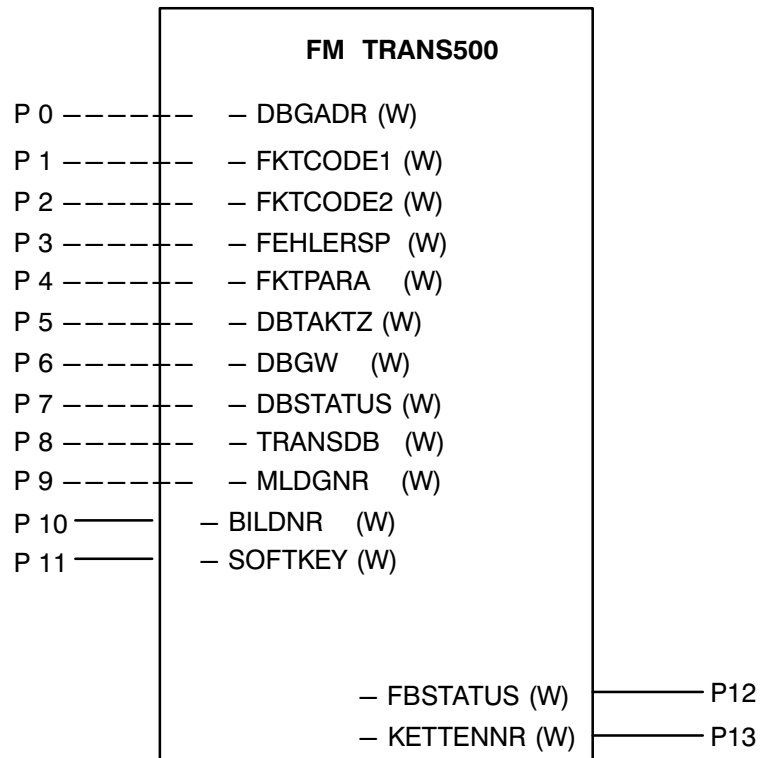 FM TRANS500
P 0 – DBGADR (W)
P 1 – FKTCODE1 (W)
P 2 – FKTCODE2 (W)
P 3 – FEHLERSP (W)
P 4 – FKTPARA (W)
P 5 – DBTAKTZ (W)
P 6 – DBGW (W)
P 7 – DBSTATUS (W)
P 8 – TRANSDB (W)
P 9 – MLDGNR (W)
P 10 – BILDNR (W)
P 11 – SOFTKEY (W)
– FBSTATUS (W) P12
– KETTENNR (W) P13